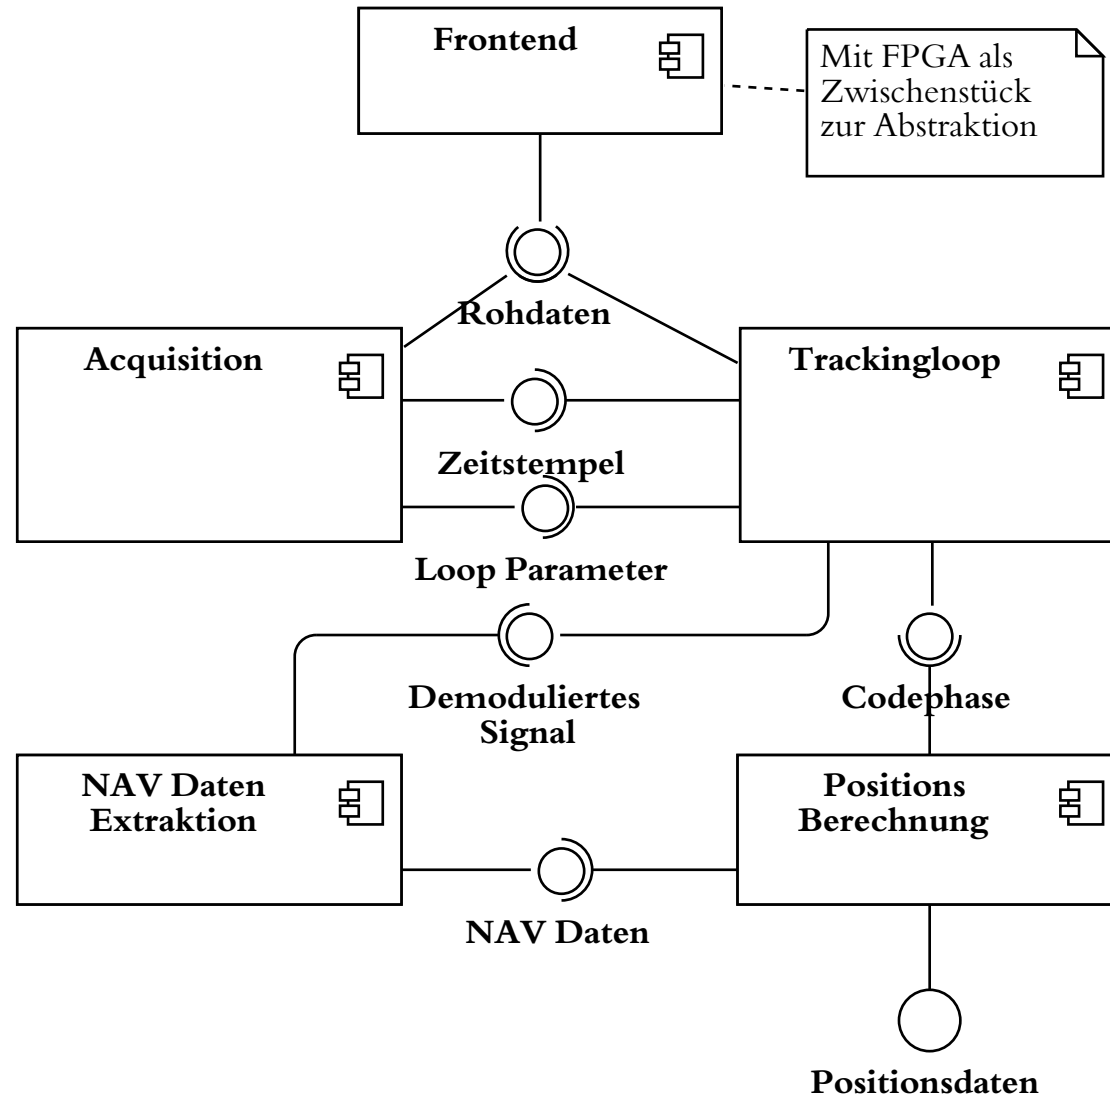 Frontend
Mit FPGA als
Zwischenstück
zur Abstraktion
Rohdaten
Acquisition
Trackingloop
Zeitstempel
Loop Parameter
Demoduliertes
Signal
Codephase
NAV Daten
Extraktion
Positions
Berechnung
NAV Daten
Positionsdaten